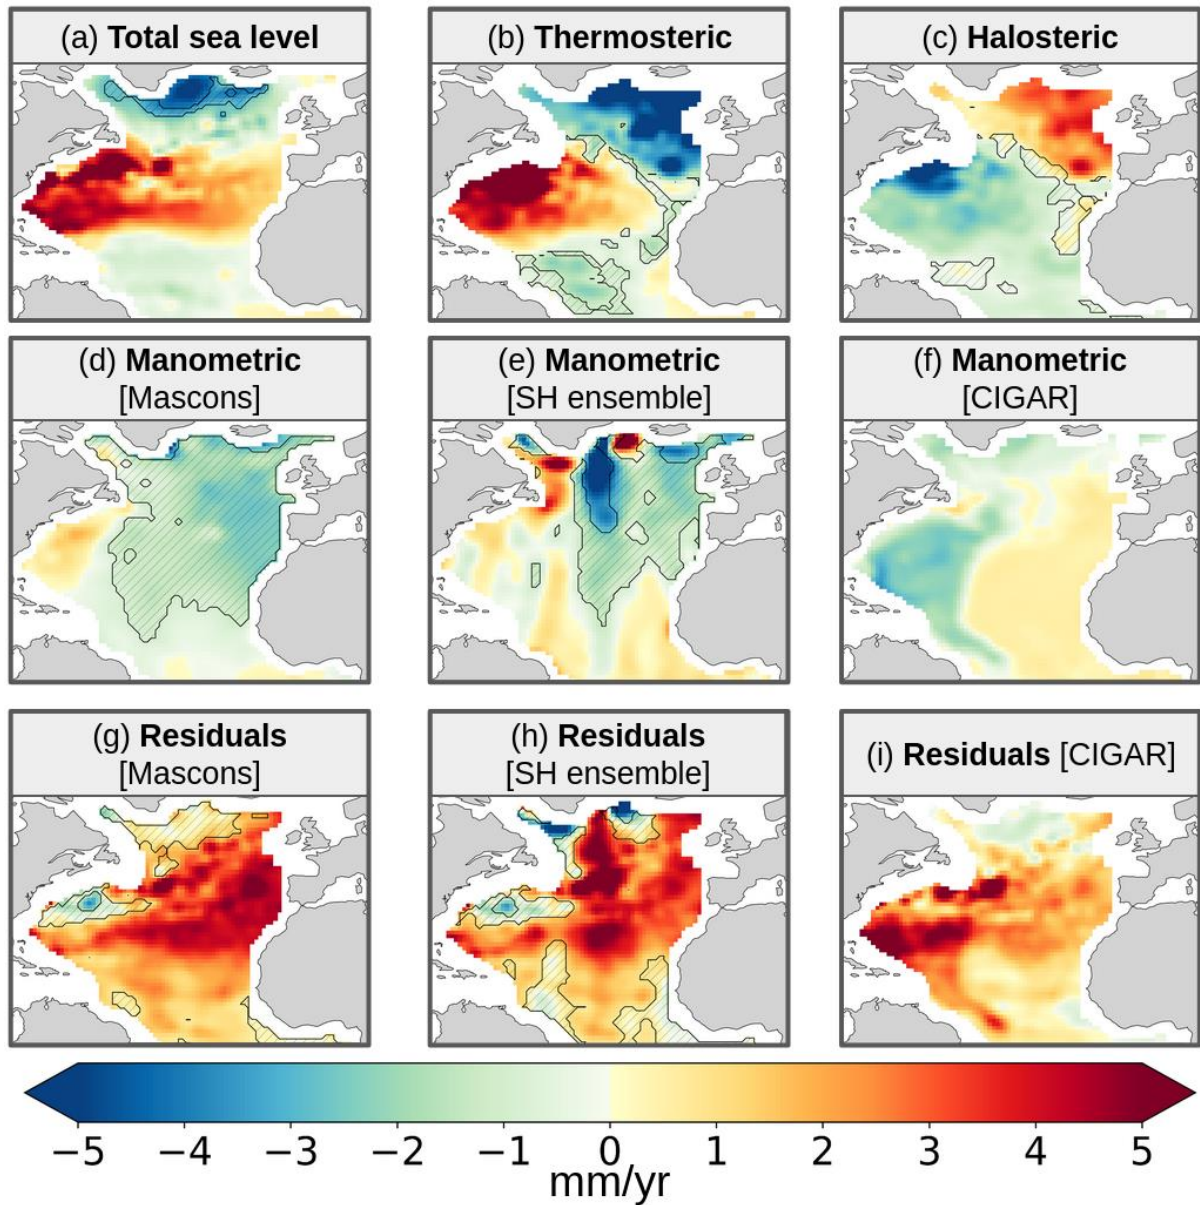 (a) Total sea level
(b) Thermosteric
(c) Halosteric
(d) Manometric
[Mascons]
(e) Manometric
[SH ensemble]
(f) Manometric
[CIGAR]
(g) Residuals
[Mascons]
(h) Residuals
[SH ensemble]
(i) Residuals [CIGAR]
−5 −4 −3 −2 −1 0 1 2 3 4 5
mm/yr